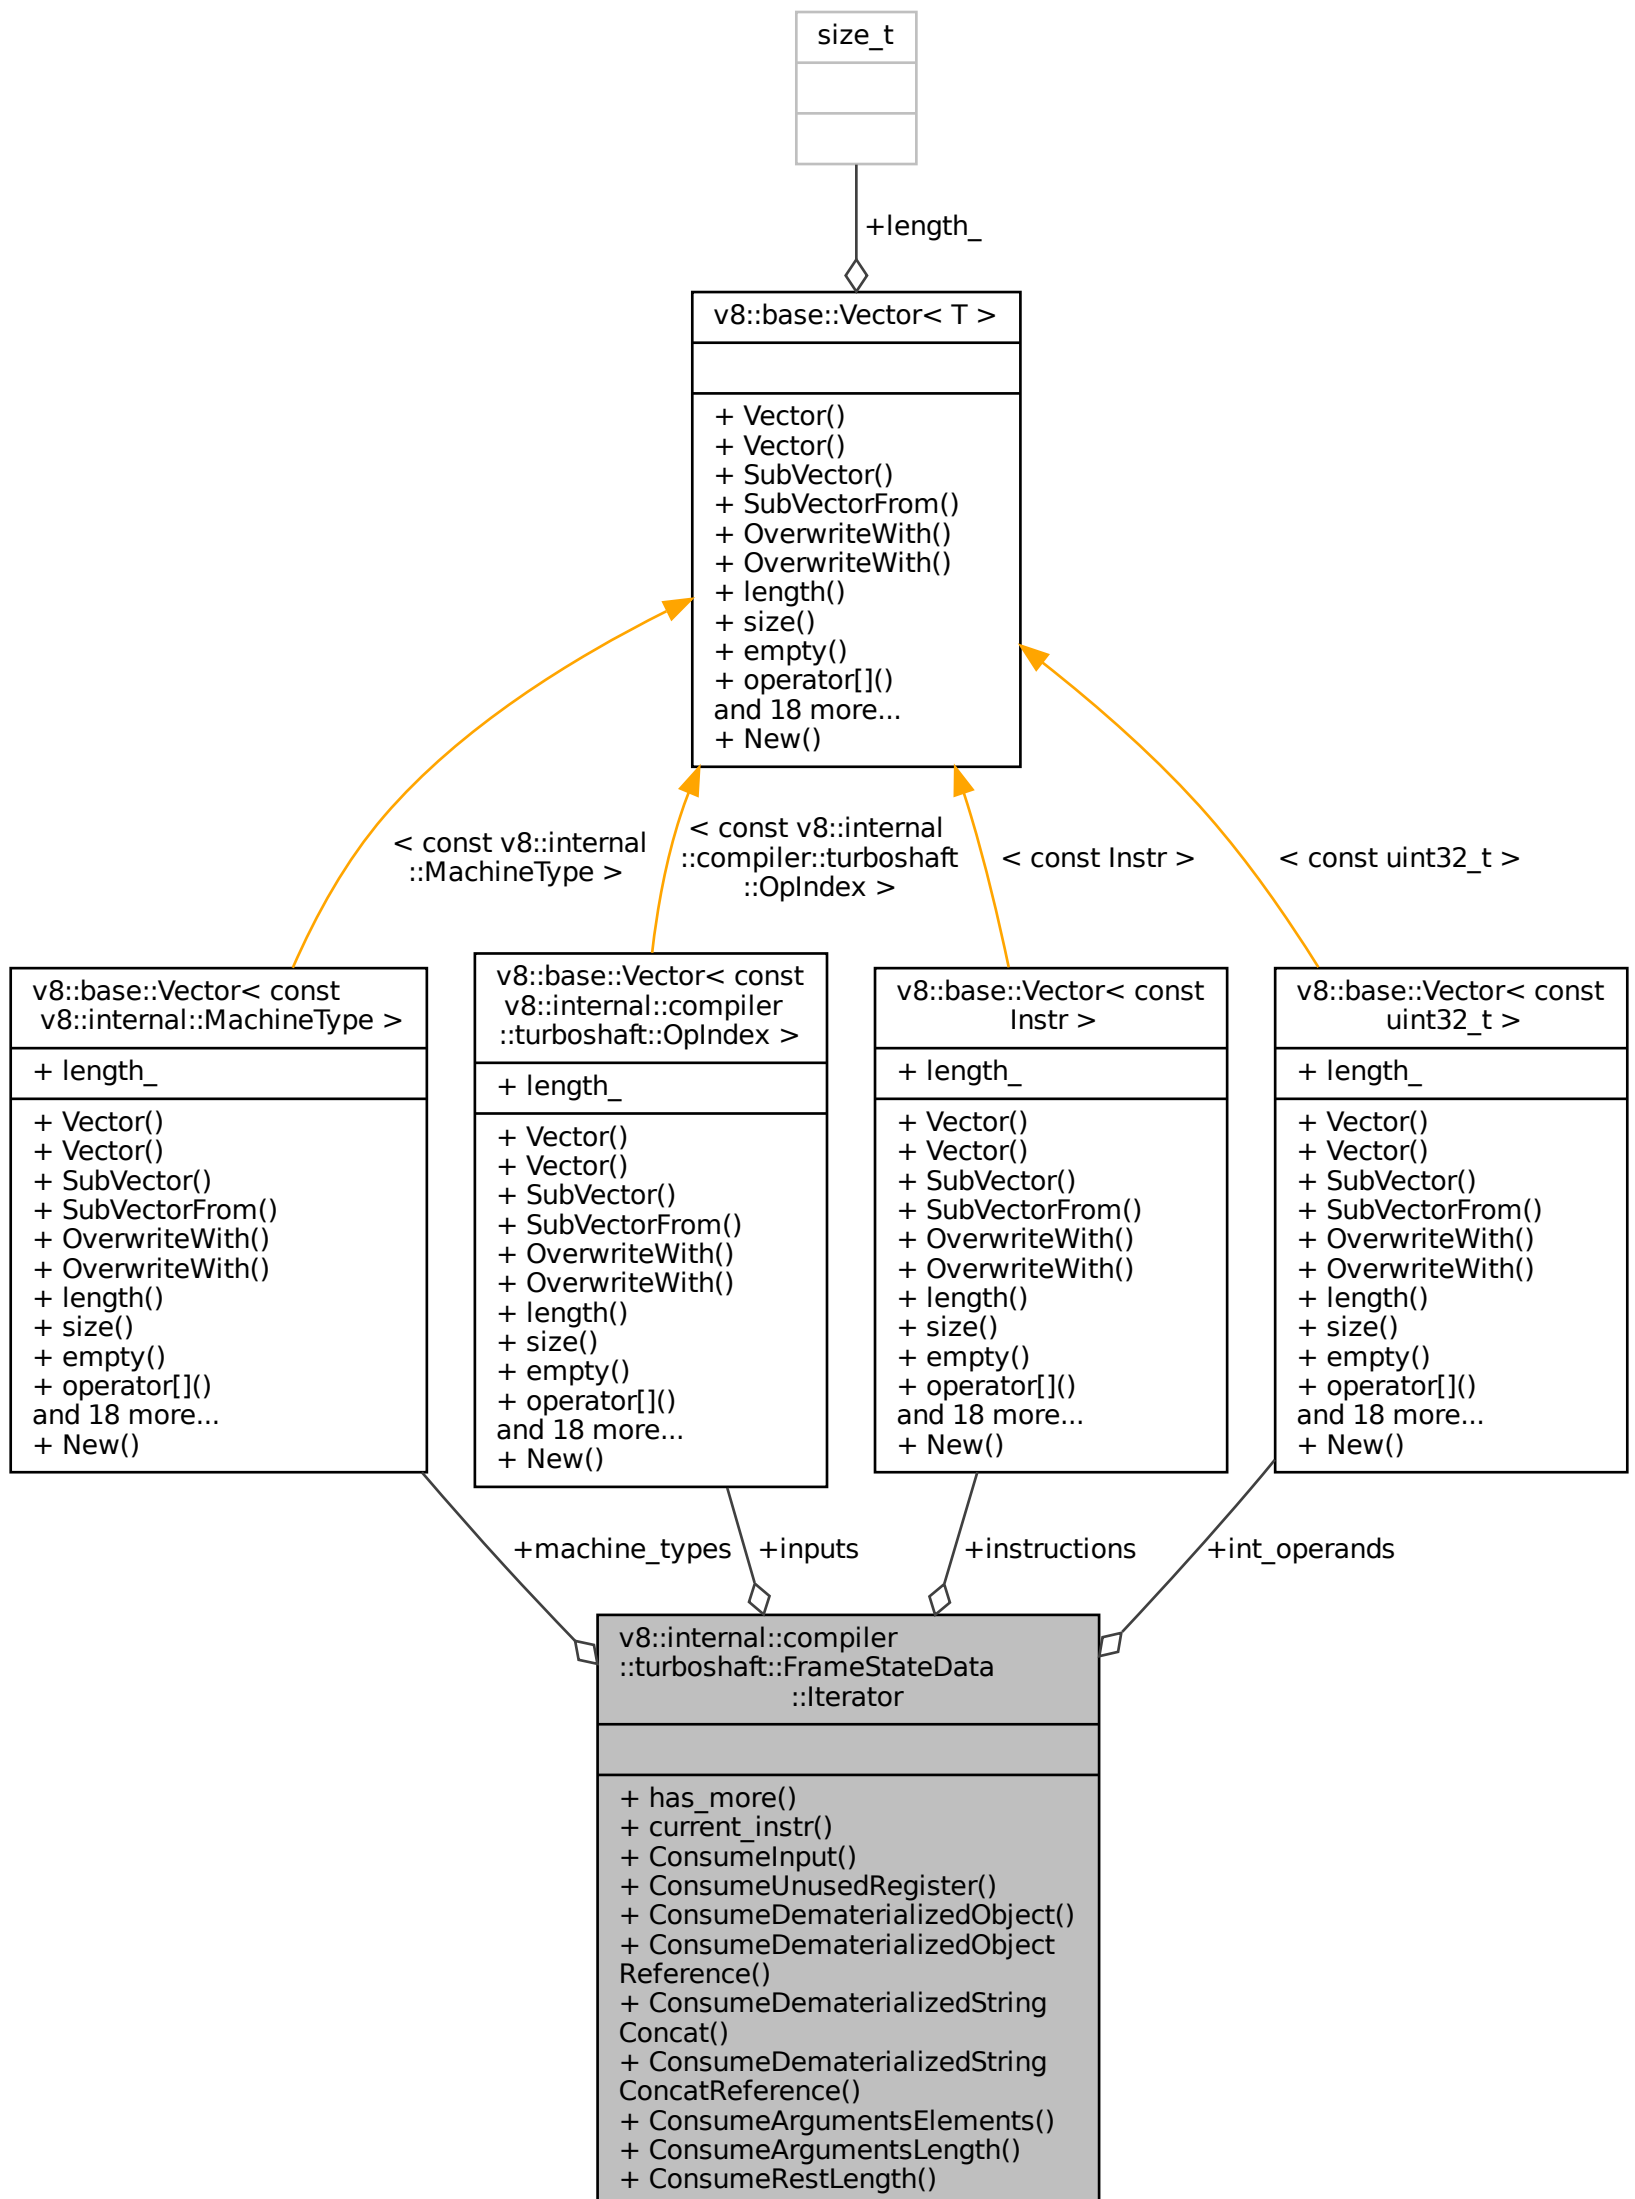 size_t
+length_
v8::base::Vector< T >
+ Vector()
+ Vector()
+ SubVector()
+ SubVectorFrom()
+ OverwriteWith()
+ OverwriteWith()
+ length()
+ size()
+ empty()
+ operator[]()
and 18 more...
+ New()
< const v8::internal
::MachineType >
< const v8::internal
::compiler::turboshaft
::OpIndex >
< const Instr >
< const uint32_t >
v8::base::Vector< const
v8::internal::MachineType >
+ length_
+ Vector()
+ Vector()
+ SubVector()
+ SubVectorFrom()
+ OverwriteWith()
+ OverwriteWith()
+ length()
+ size()
+ empty()
+ operator[]()
and 18 more...
+ New()
v8::base::Vector< const
v8::internal::compiler
::turboshaft::OpIndex >
+ length_
+ Vector()
+ Vector()
+ SubVector()
+ SubVectorFrom()
+ OverwriteWith()
+ OverwriteWith()
+ length()
+ size()
+ empty()
+ operator[]()
and 18 more...
+ New()
v8::base::Vector< const
Instr >
+ length_
+ Vector()
+ Vector()
+ SubVector()
+ SubVectorFrom()
+ OverwriteWith()
+ OverwriteWith()
+ length()
+ size()
+ empty()
+ operator[]()
and 18 more...
+ New()
v8::base::Vector< const
uint32_t >
+ length_
+ Vector()
+ Vector()
+ SubVector()
+ SubVectorFrom()
+ OverwriteWith()
+ OverwriteWith()
+ length()
+ size()
+ empty()
+ operator[]()
and 18 more...
+ New()
+machine_types
+inputs
+instructions
+int_operands
v8::internal::compiler
::turboshaft::FrameStateData
::Iterator
+ has_more()
+ current_instr()
+ ConsumeInput()
+ ConsumeUnusedRegister()
+ ConsumeDematerializedObject()
+ ConsumeDematerializedObject
Reference()
+ ConsumeDematerializedString
Concat()
+ ConsumeDematerializedString
ConcatReference()
+ ConsumeArgumentsElements()
+ ConsumeArgumentsLength()
+ ConsumeRestLength()